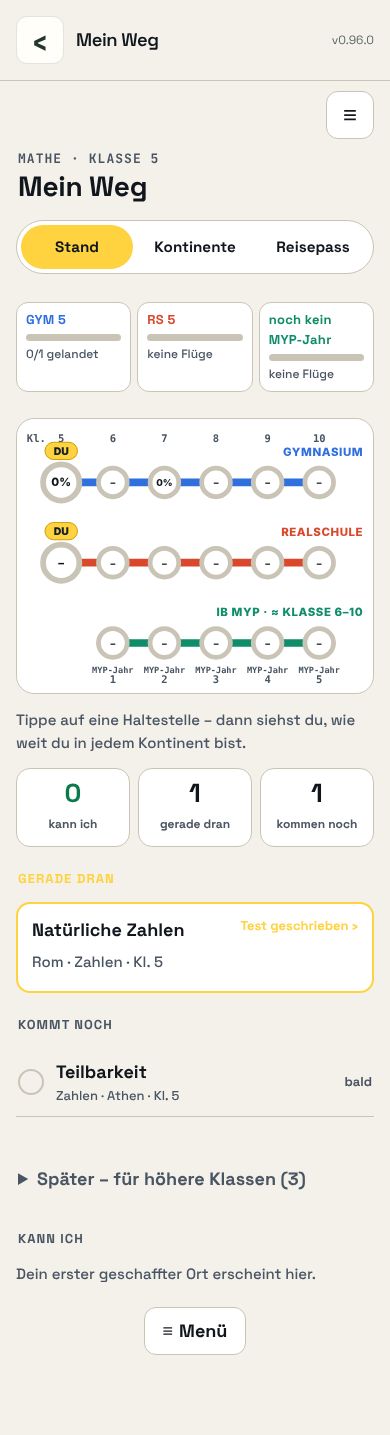 <
Mein Weg
v0.96.0
≡
MATHE · KLASSE 5
Mein Weg
Stand
Kontinente
Reisepass
GYM 5
0/1 gelandet
RS 5
keine Flüge
noch kein
MYP-Jahr
keine Flüge
Kl. 5 6 7 8 9 10
DU
GYMNASIUM
0% – 0% – – –
DU
REALSCHULE
– – – – – –
IB MYP · ≈ KLASSE 6–10
– – – – –
MYP-Jahr MYP-Jahr MYP-Jahr MYP-Jahr MYP-Jahr
1 2 3 4 5
Tippe auf eine Haltestelle – dann siehst du, wie
weit du in jedem Kontinent bist.
0
kann ich
1
gerade dran
1
kommen noch
GERADE DRAN
Natürliche Zahlen
Test geschrieben >
Rom · Zahlen · Kl. 5
KOMMT NOCH
Teilbarkeit
Zahlen · Athen · Kl. 5
bald
▶ Später – für höhere Klassen (3)
KANN ICH
Dein erster geschaffter Ort erscheint hier.
≡ Menü